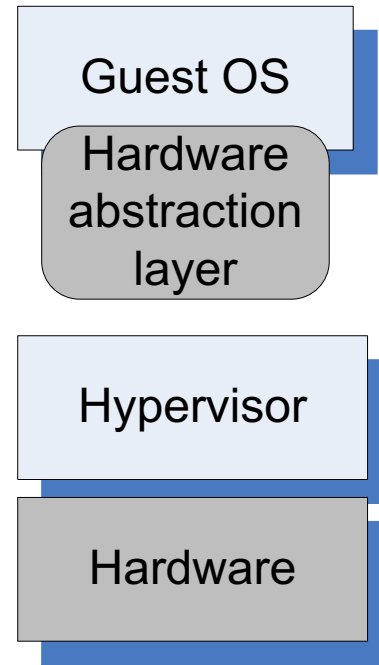 Guest OS
Hardware
abstraction
layer
Hypervisor
Hardware